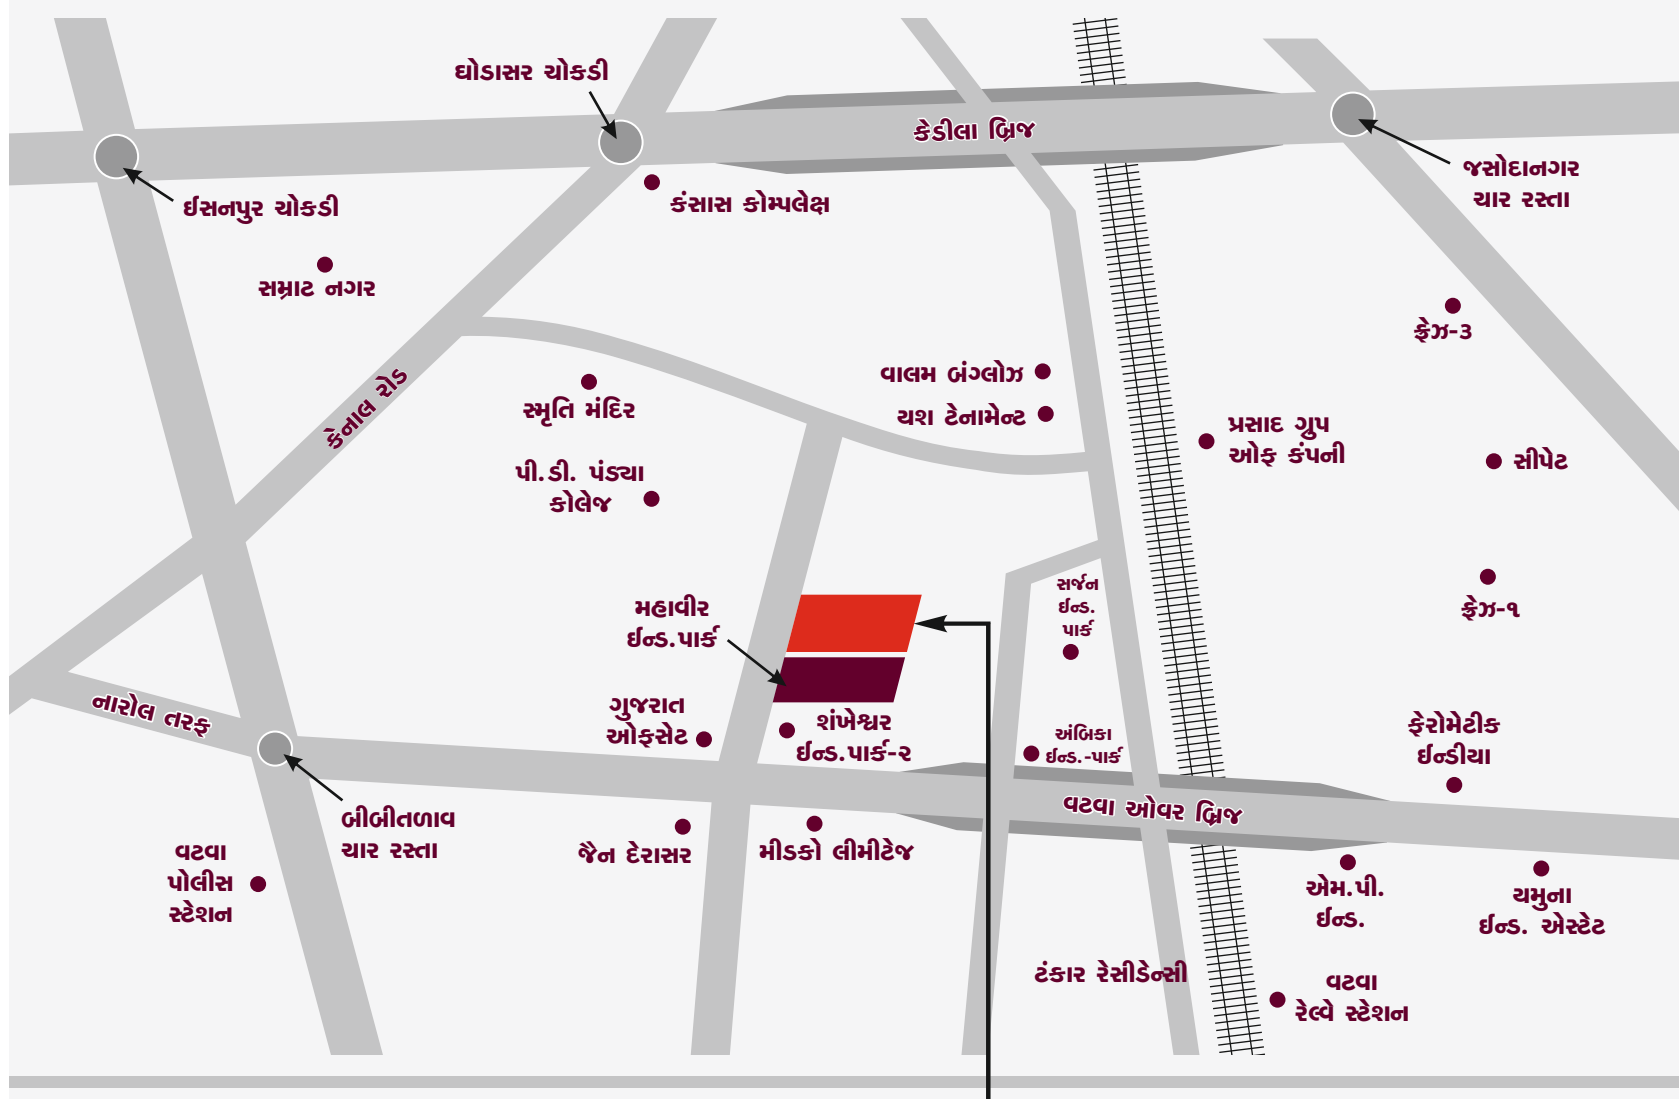 ઘોડાસર ચોકડી
કેડીલા બ્રિજ
જસોદાનગર
ચાર રસ્તા
ઈસનપુર ચોકડી
કંસાસ કોમ્પલેક્ષ
સમ્રાટ નગર
ફ્રેઝ-૩
કેનાલ રોડ
સ્મૃતિ મંદિર
વાલમ બંગ્લોઝ
યશ ટેનામેન્ટ
પ્રસાદ ગ્રુપ
ઓફ કંપની
સીપેટ
પી.ડી. પંડ્યા
કોલેજ
સર્જન
ઈન્ડ.
પાર્ક
ફ્રેઝ-૧
મહાવીર
ઈન્ડ.પાર્ક
નારોલ તરફ
ગુજરાત
ઓફસેટ
શંખેશ્વર
ઈન્ડ.પાર્ક-૨
અંબિકા
ઈન્ડ.-પાર્ક
ફેરોમેટીક
ઈન્ડીયા
વટવા ઓવર બ્રિજ
બીબીતળાવ
ચાર રસ્તા
જૈન દેરાસર
મીડકો લીમીટેજ
વટવા
પોલીસ
સ્ટેશન
એમ.પી.
ઈન્ડ.
યમુના
ઈન્ડ. એસ્ટેટ
ટંકાર રેસીડેન્સી
વટવા
રેલ્વે સ્ટેશન